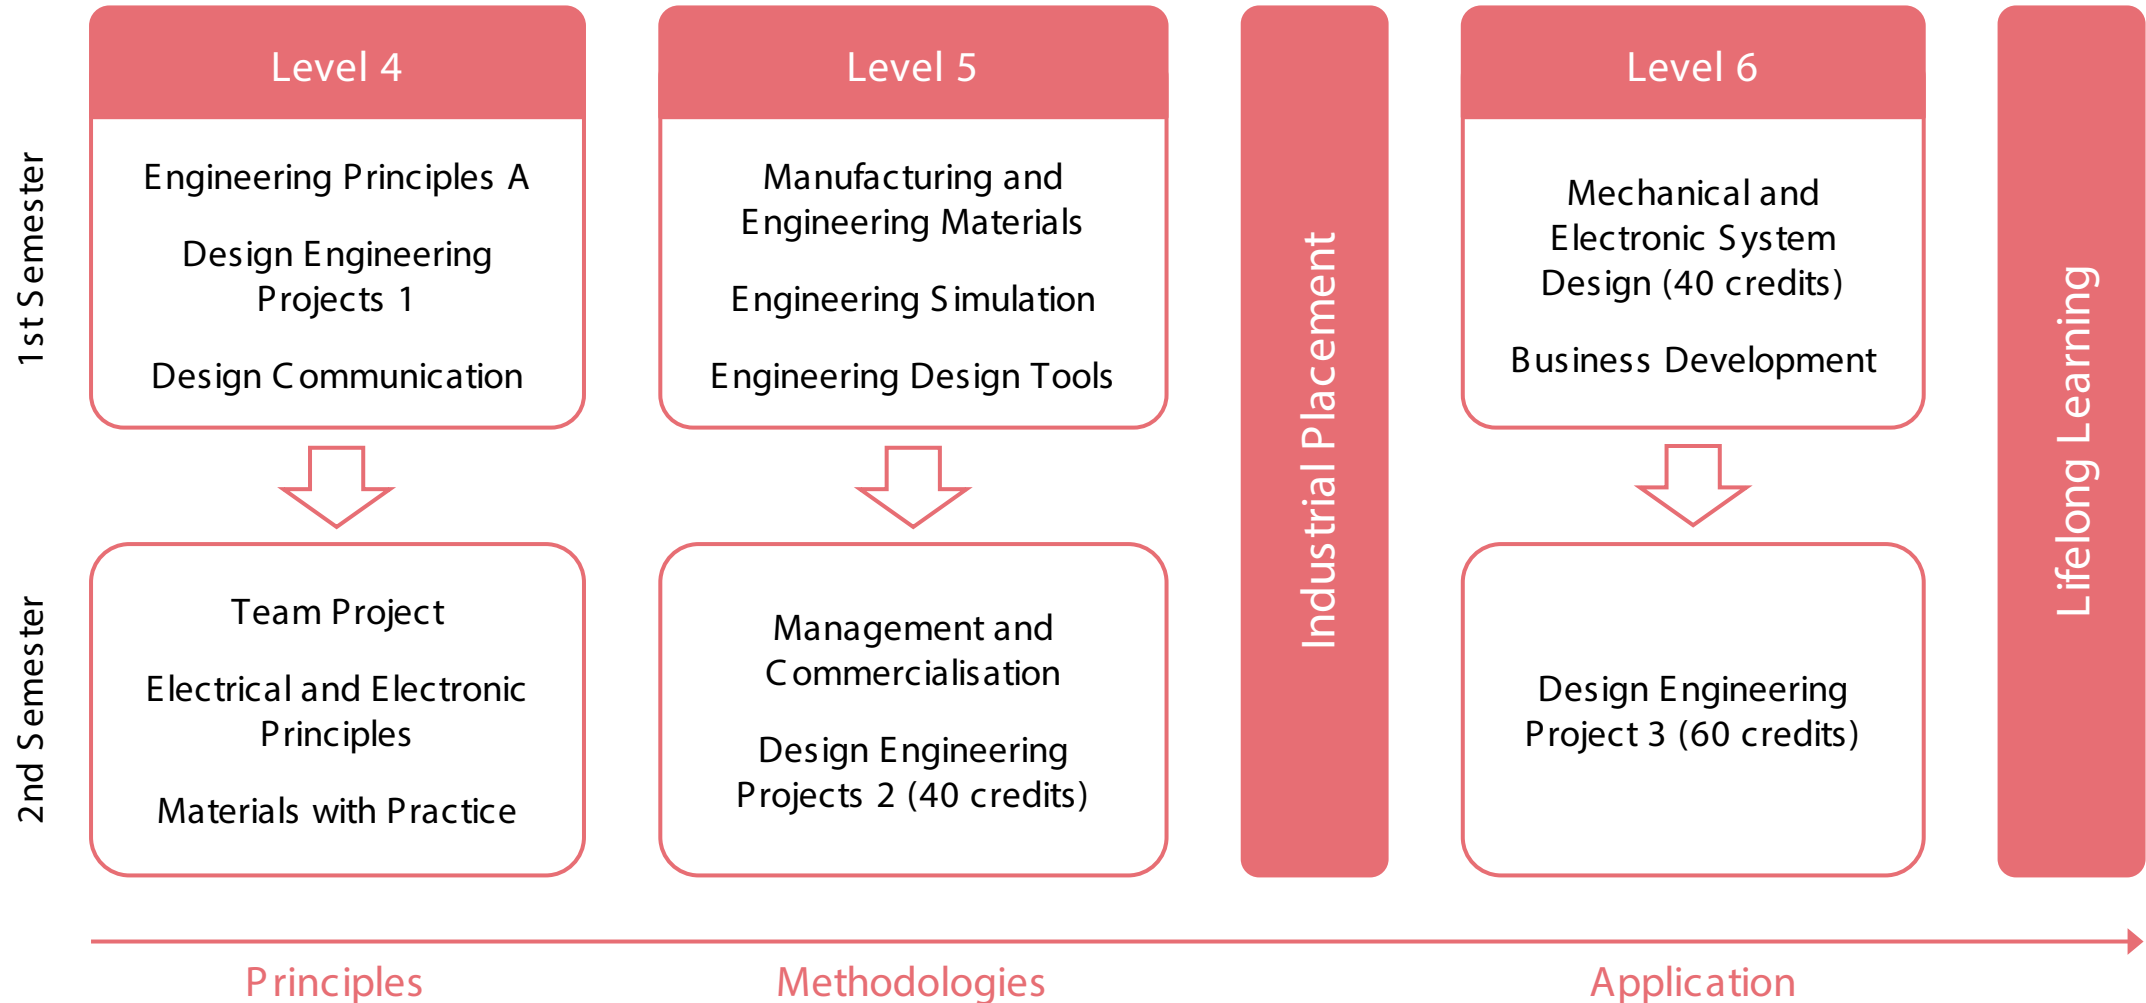 Level 4
Level 5
Level 6
1st Semester
Engineering Principles A
Design Engineering
Projects 1
Design Communication
Manufacturing and
Engineering Materials
Engineering Simulation
Engineering Design Tools
Industrial Placement
Mechanical and
Electronic System
Design (40 credits)
Business Development
Lifelong Learning
2nd Semester
Team Project
Electrical and Electronic
Principles
Materials with Practice
Management and
Commercialisation
Design Engineering
Projects 2 (40 credits)
Design Engineering
Project 3 (60 credits)
Principles
Methodologies
Application